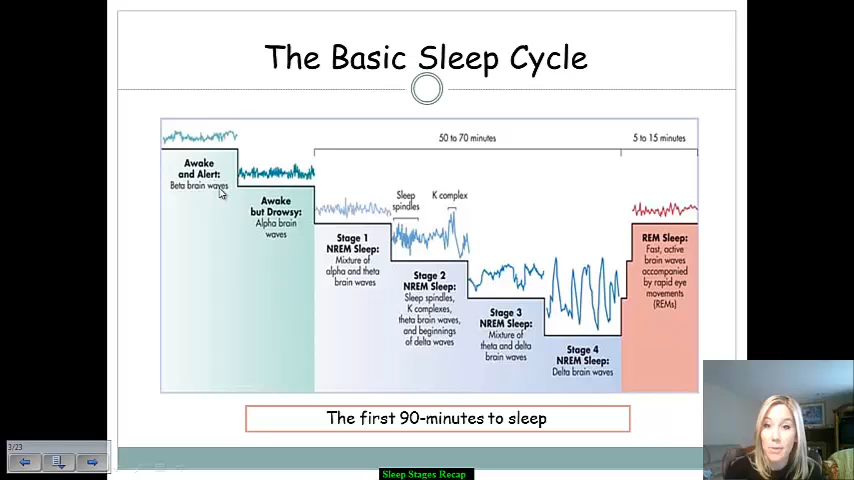 The Basic Sleep Cycle
50 to 70 minutes
5 to 15 minutes
Awake
and Alert:
Beta brain waves
Awake
but Drowsy:
Alpha brain
waves
Sleep
spindles
K complex
Stage 1
NREM Sleep:
Mixture of
alpha and theta
brain waves
Stage 2
NREM Sleep:
Sleep spindles,
K complexes,
theta brain waves,
and beginnings
of delta waves
Stage 3
NREM Sleep:
Mixture of
theta and delta
brain waves
Stage 4
NREM Sleep:
Delta brain waves
REM Sleep:
Fast, active
brain waves
accompanied
by rapid eye
movements
(REMs)
The first 90-minutes to sleep
3/23
Sleep Stages Recap